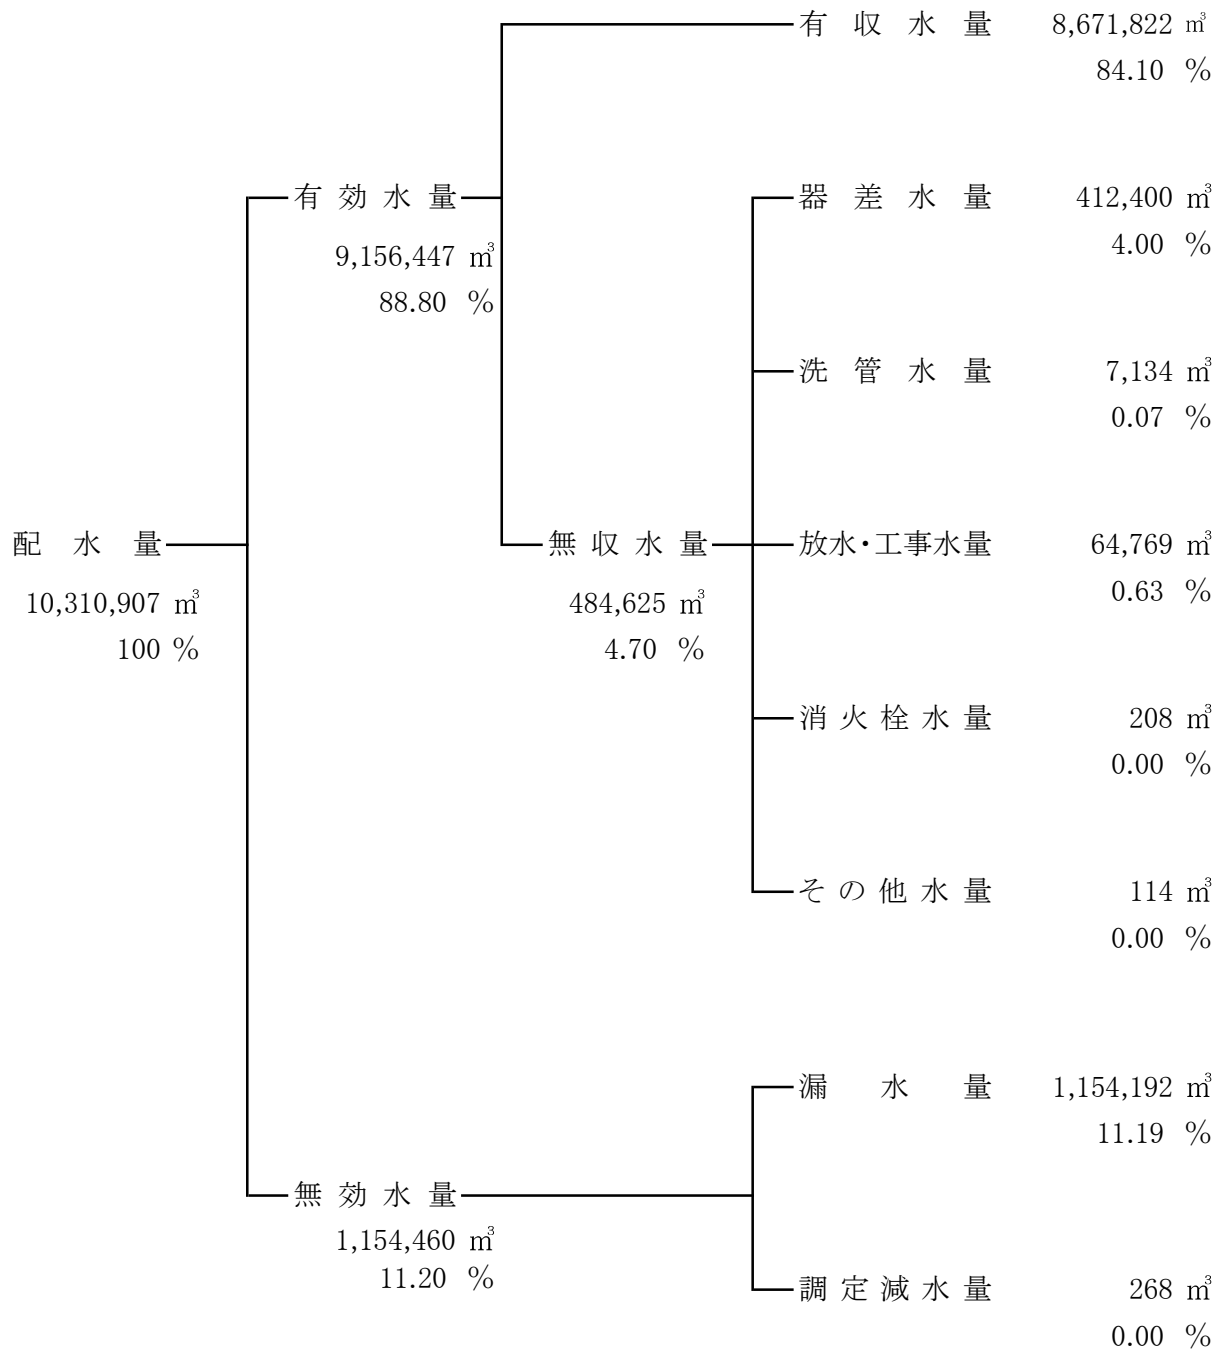 有収水量 8,671,822 ㎥
84.10 %
有効水量 器差水量 412,400 ㎥
4.00 %
9,156,447 ㎥
88.80 %
洗管水量 7,134 ㎥
0.07 %
配水量 無収水量 放水・工事水量 64,769 ㎥
0.63 %
10,310,907 ㎥ 484,625 ㎥
100 % 4.70 %
消火栓水量 208 ㎥
0.00 %
その他水量 114 ㎥
0.00 %
漏水量 1,154,192 ㎥
11.19 %
無効水量
1,154,460 ㎥
11.20 %
調定減水量 268 ㎥
0.00 %